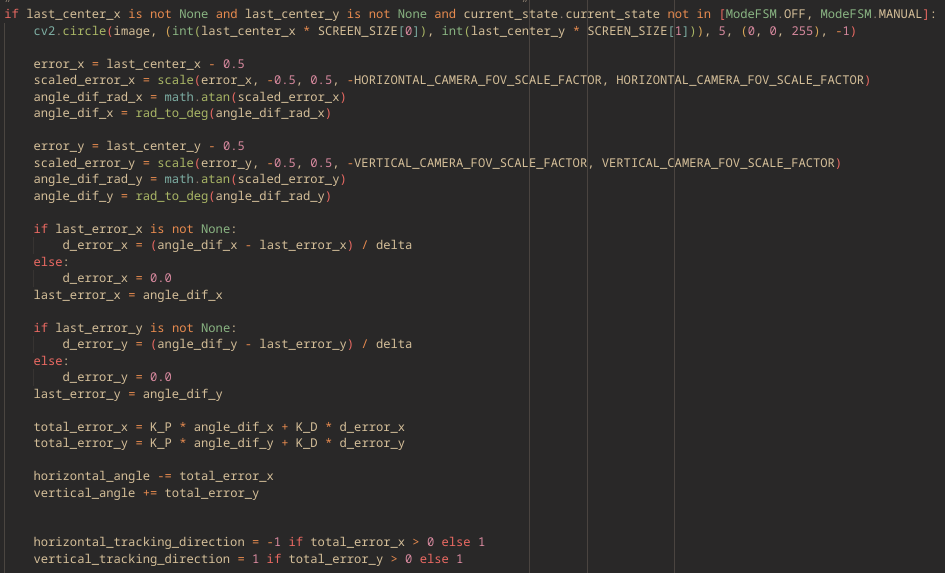 if last_center_x is not None and last_center_y is not None and current_state.current_state not in [ModeFSM.OFF, ModeFSM.MANUAL]:
    cv2.circle(image, (int(last_center_x * SCREEN_SIZE[0]), int(last_center_y * SCREEN_SIZE[1])), 5, (0, 0, 255), -1)

    error_x = last_center_x - 0.5
    scaled_error_x = scale(error_x, -0.5, 0.5, -HORIZONTAL_CAMERA_FOV_SCALE_FACTOR, HORIZONTAL_CAMERA_FOV_SCALE_FACTOR)
    angle_dif_rad_x = math.atan(scaled_error_x)
    angle_dif_x = rad_to_deg(angle_dif_rad_x)

    error_y = last_center_y - 0.5
    scaled_error_y = scale(error_y, -0.5, 0.5, -VERTICAL_CAMERA_FOV_SCALE_FACTOR, VERTICAL_CAMERA_FOV_SCALE_FACTOR)
    angle_dif_rad_y = math.atan(scaled_error_y)
    angle_dif_y = rad_to_deg(angle_dif_rad_y)

    if last_error_x is not None:
        d_error_x = (angle_dif_x - last_error_x) / delta
    else:
        d_error_x = 0.0
    last_error_x = angle_dif_x

    if last_error_y is not None:
        d_error_y = (angle_dif_y - last_error_y) / delta
    else:
        d_error_y = 0.0
    last_error_y = angle_dif_y

    total_error_x = K_P * angle_dif_x + K_D * d_error_x
    total_error_y = K_P * angle_dif_y + K_D * d_error_y

    horizontal_angle -= total_error_x
    vertical_angle += total_error_y


    horizontal_tracking_direction = -1 if total_error_x > 0 else 1
    vertical_tracking_direction = 1 if total_error_y > 0 else 1